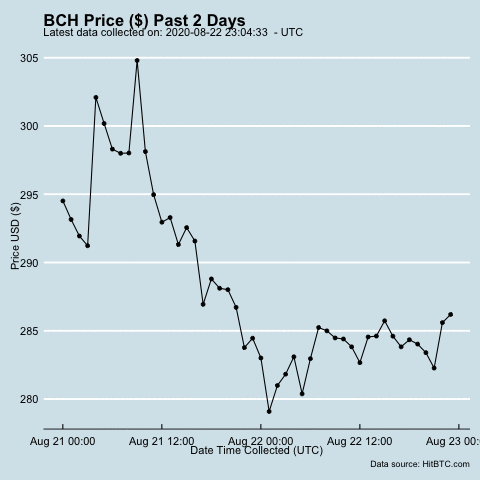 BCH Price ($) Past 2 Days
Latest data collected on: 2020-08-22 23:04:33 - UTC
305
300
295
290
285
280
Price USD ($)
Aug 21 00:00 Aug 21 12:00 Aug 22 00:00 Aug 22 12:00 Aug 23 00:
Date Time Collected (UTC)
Data source: HitBTC.com